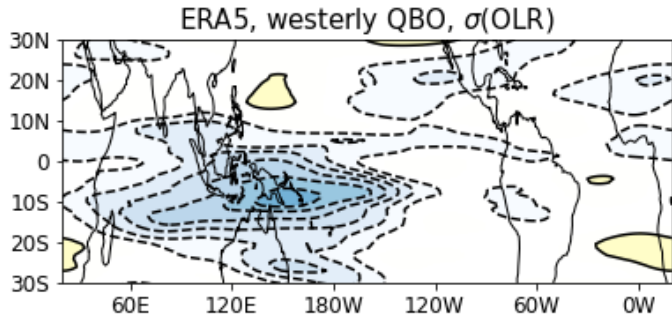 ERA5, westerly QBO, σ(OLR)
30N
20N
10N
0
10S
20S
30S
60E 120E 180W 120W 60W 0W